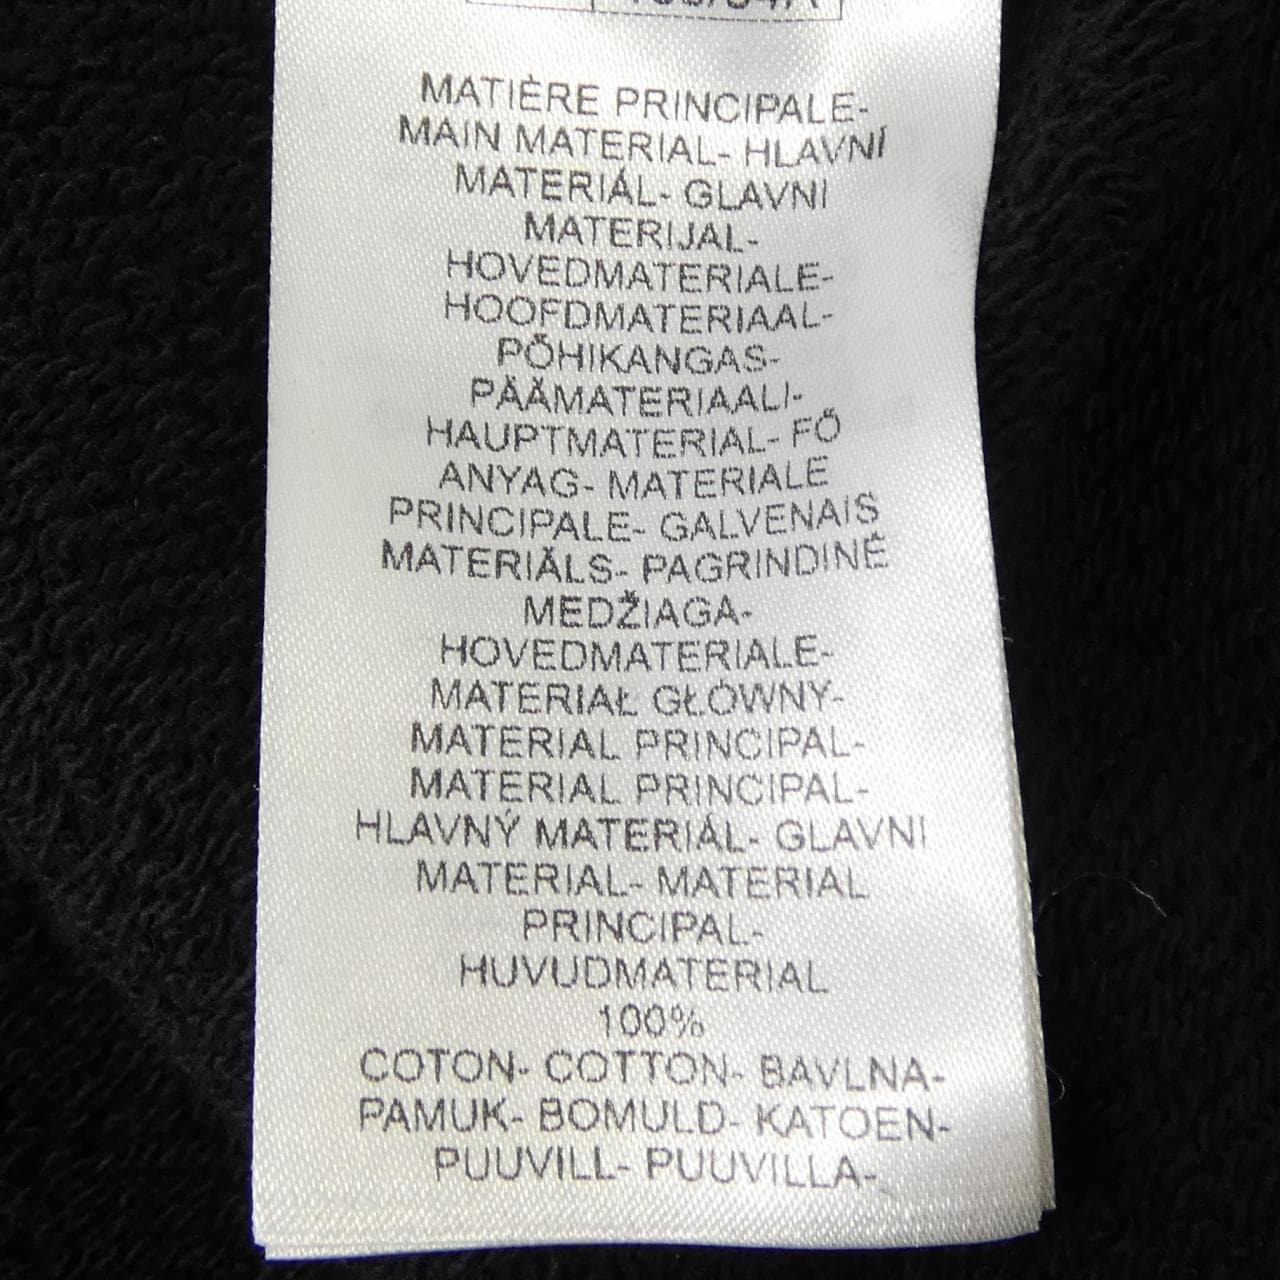 MATIÈRE PRINCIPALE-
MAIN MATERIAL- HLAVNÍ
MATERIÁL- GLAVNI
MATERIJAL-
HOVEDMATERIALE-
HOOFDMATERIAAL-
PÕHIKANGAS-
PÄÄMATERIAALI-
HAUPTMATERIAL- FŐ
ANYAG- MATERIALE
PRINCIPALE- GALVENAIS
MATERIĀLS- PAGRINDINĖ
MEDŽIAGA-
HOVEDMATERIALE-
MATERIAŁ GŁÓWNY-
MATERIAL PRINCIPAL-
MATERIAL PRINCIPAL-
HLAVNÝ MATERIÁL- GLAVNI
MATERIAL- MATERIAL
PRINCIPAL-
HUVUDMATERIAL
100%
COTON- COTTON- BAVLNA-
PAMUK- BOMULD- KATOEN-
PUUVILL- PUUVILLA-